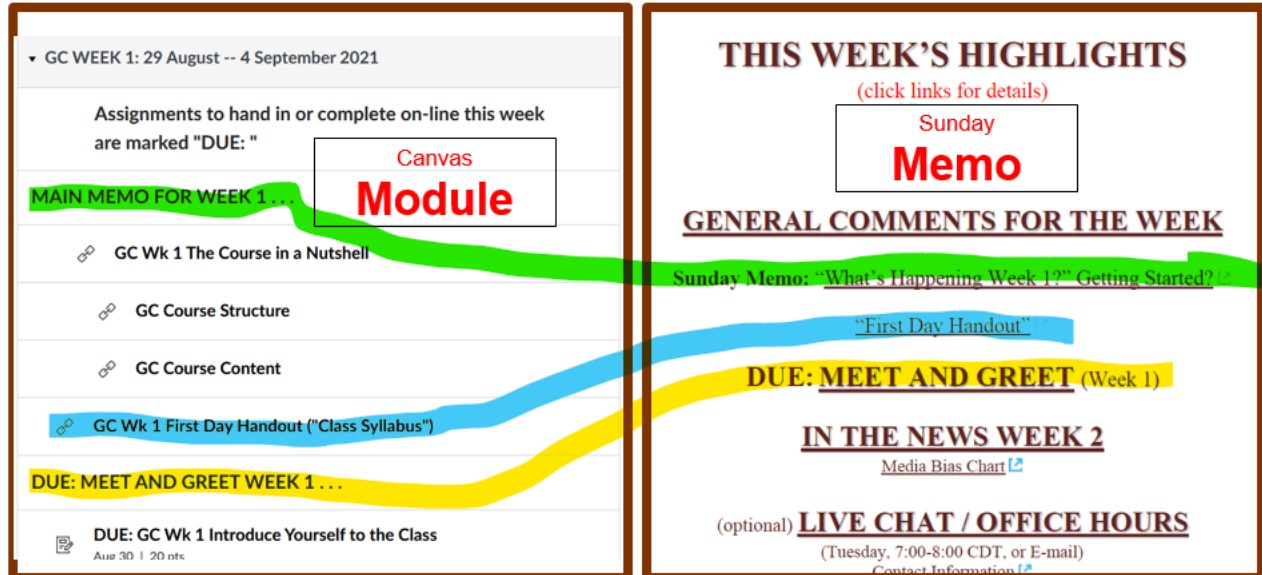 GC WEEK 1: 29 August -- 4 September 2021
Assignments to hand in or complete on-line this week
are marked "DUE: "
Canvas
Module
MAIN MEMO FOR WEEK 1 . . .
GC Wk 1 The Course in a Nutshell
GC Course Structure
GC Course Content
GC Wk 1 First Day Handout ("Class Syllabus")
DUE: MEET AND GREET WEEK 1 . . .
DUE: GC Wk 1 Introduce Yourself to the Class
Aug 30 | 20 pts
THIS WEEK'S HIGHLIGHTS
(click links for details)
Sunday
Memo
GENERAL COMMENTS FOR THE WEEK
Sunday Memo: “What's Happening Week 1?” Getting Started?
“First Day Handout”
DUE: MEET AND GREET (Week 1)
IN THE NEWS WEEK 2
Media Bias Chart
(optional) LIVE CHAT / OFFICE HOURS
(Tuesday, 7:00-8:00 CDT, or E-mail)
Contact Information